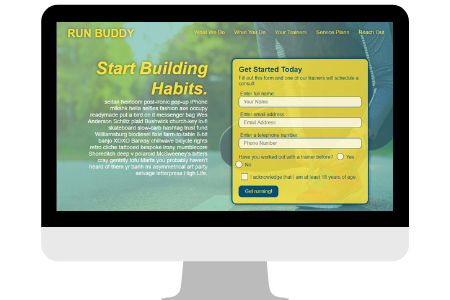 RUN BUDDY
What We Do
What You Do
Your Trainers
Service Plans
Reach Out
Start Building
Habits.
seitan heirloom post-ironic pop-up iPhone
mlkshk hella selfies fashion axe occupy
readymade put a bird on it messenger bag Wes
Anderson Schlitz plaid Bushwick church-key lo-fi
skateboard slow-carb hashtag trust fund
Williamsburg biodiesel four farm-to-table 8-bit
banjo XOXO Banksy chillwave bicycle rights
retro cliche tattooed bespoke irony mumblecore
Shoreditch deep v polaroid McSweeney's bitters
cray gentrify tofu Marfa you probably haven't
heard of them yr banh mi asymmetrical art party
selvage letterpress High Life.
Get Started Today
Fill out this form and one of our trainers will schedule a
consult
Enter full name:
Your Name
Enter email address:
Email Address
Enter a telephone number:
Phone Number
Have you worked out with a trainer before? Yes
No
I acknowledge that I am at least 18 years of age.
Get running!